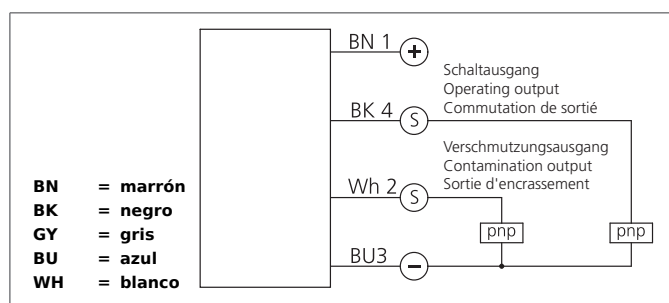 BN 1 +
Schaltausgang
Operating output
Commutation de sortié
BK 4 S
Verschmutzungsausgang
Contamination output
Sortie d'encrassement
Wh 2 S
pnp pnp
BU3 −
BN = marrón
BK = negro
GY = gris
BU = azul
WH = blanco